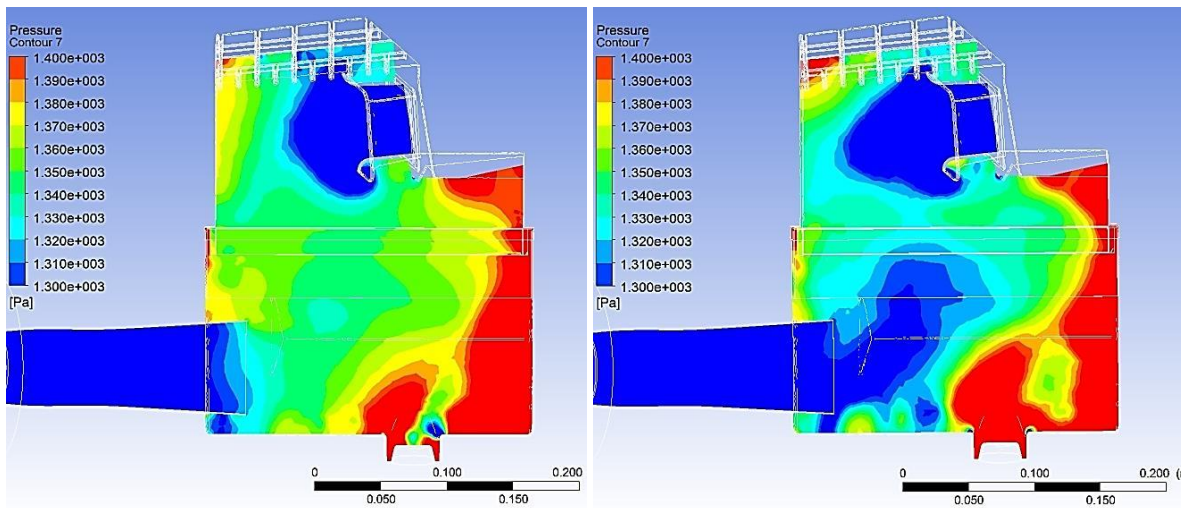 Pressure
Contour 7
1.400e+003
1.390e+003
1.380e+003
1.370e+003
1.360e+003
1.350e+003
1.340e+003
1.330e+003
1.320e+003
1.310e+003
1.300e+003
[Pa]
0 0.100 0.200
0.050 0.150
Pressure
Contour 7
1.400e+003
1.390e+003
1.380e+003
1.370e+003
1.360e+003
1.350e+003
1.340e+003
1.330e+003
1.320e+003
1.310e+003
1.300e+003
[Pa]
0 0.100 0.200
0.050 0.150